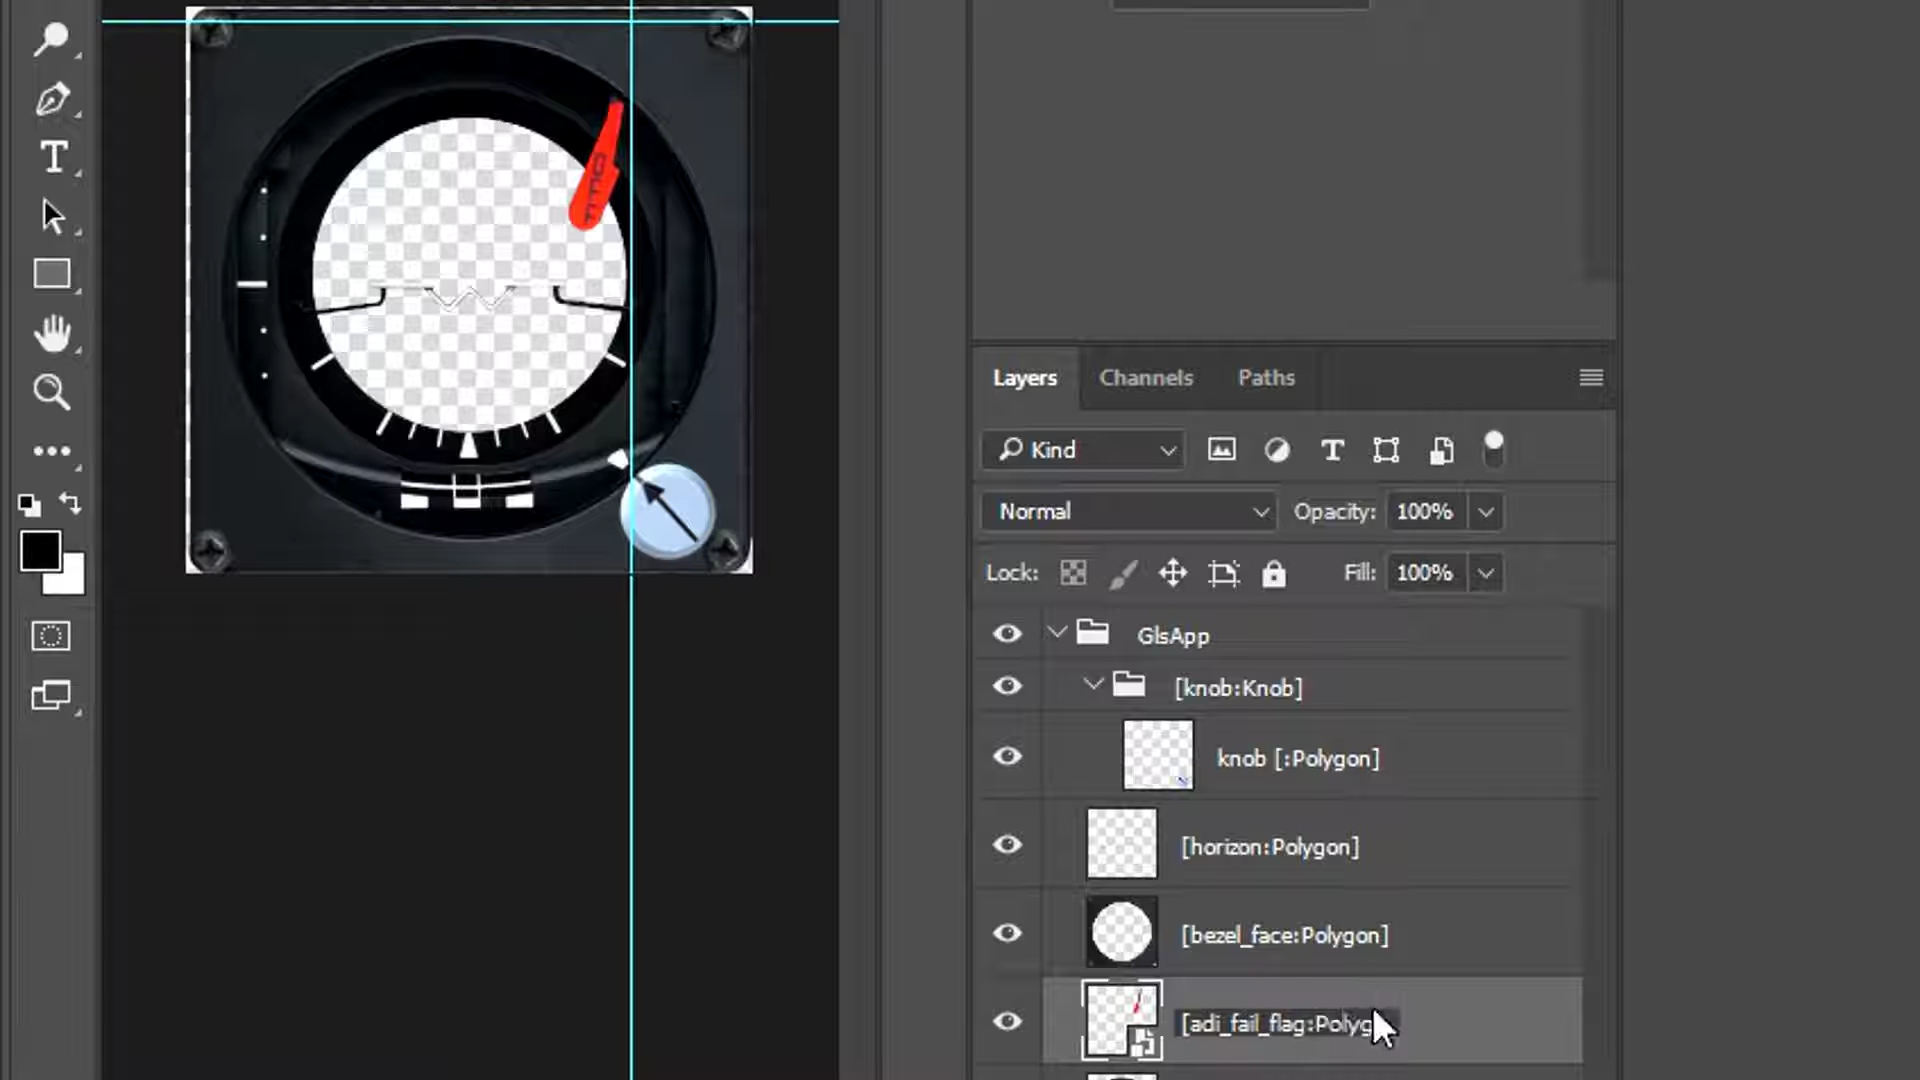 Layers Channels Paths
Kind
Normal Opacity: 100%
Lock: Fill: 100%
GlsApp
[knob:Knob]
knob [:Polygon]
[horizon:Polygon]
[bezel_face:Polygon]
[adi_fail_flag:Polyg